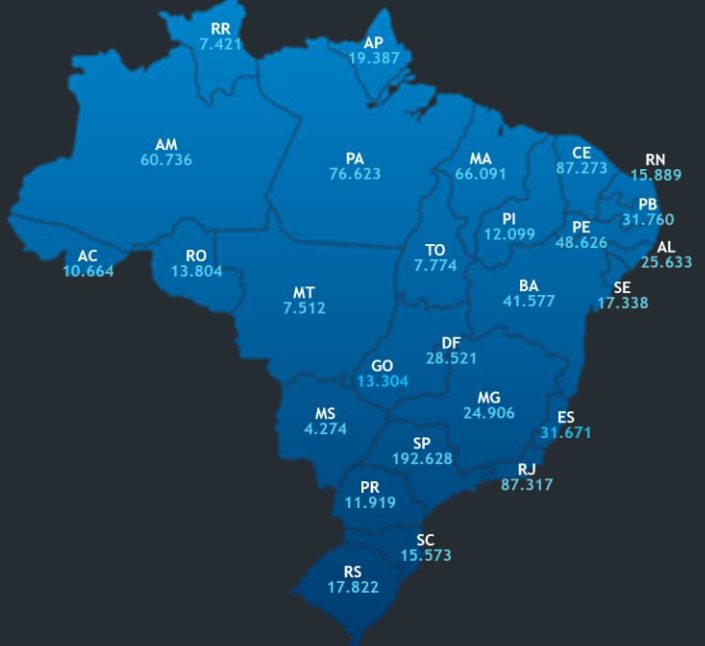 RR
7.421
AP
19.387
AM
60.736
PA
76.623
MA
66.091
CE
87.273
RN
15.889
PI
12.099
PB
31.760
PE
48.626
AC
10.664
RO
13.804
TO
7.774
AL
25.633
MT
7.512
BA
41.577
SE
17.338
DF
28.521
GO
13.304
MG
24.906
MS
4.274
ES
31.671
SP
192.628
RJ
87.317
PR
11.919
SC
15.573
RS
17.822